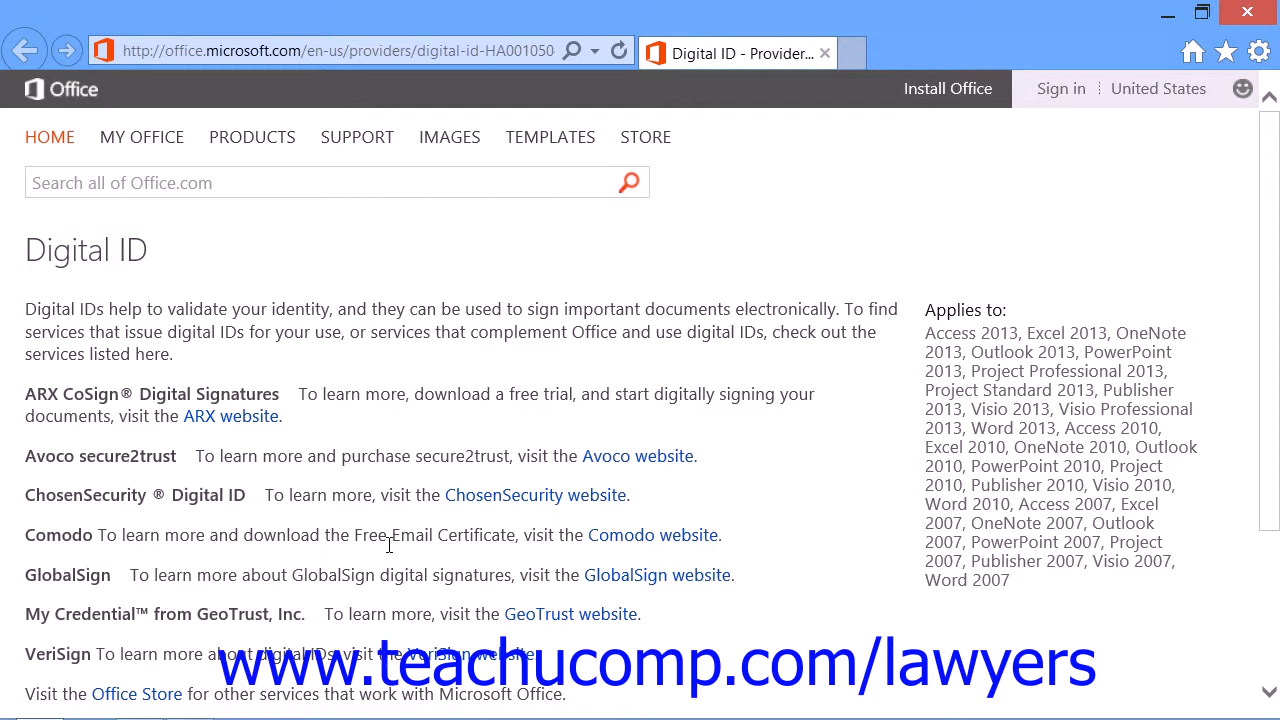 http://office.microsoft.com/en-us/providers/digital-id-HA001050
Digital ID - Provider...
Office
Install Office
Sign in
United States
HOME MY OFFICE PRODUCTS SUPPORT IMAGES TEMPLATES STORE
Search all of Office.com
Digital ID
Digital IDs help to validate your identity, and they can be used to sign important documents electronically. To find
services that issue digital IDs for your use, or services that complement Office and use digital IDs, check out the
services listed here.
ARX CoSign® Digital Signatures To learn more, download a free trial, and start digitally signing your
documents, visit the ARX website.
Avoco secure2trust To learn more and purchase secure2trust, visit the Avoco website.
ChosenSecurity ® Digital ID To learn more, visit the ChosenSecurity website.
Comodo To learn more and download the Free Email Certificate, visit the Comodo website.
GlobalSign To learn more about GlobalSign digital signatures, visit the GlobalSign website.
My Credential™ from GeoTrust, Inc. To learn more, visit the GeoTrust website.
VeriSign To learn more about digital IDs, visit the VeriSign website.
Visit the Office Store for other services that work with Microsoft Office.
Applies to:
Access 2013, Excel 2013, OneNote
2013, Outlook 2013, PowerPoint
2013, Project Professional 2013,
Project Standard 2013, Publisher
2013, Visio 2013, Visio Professional
2013, Word 2013, Access 2010,
Excel 2010, OneNote 2010, Outlook
2010, PowerPoint 2010, Project
2010, Publisher 2010, Visio 2010,
Word 2010, Access 2007, Excel
2007, OneNote 2007, Outlook
2007, PowerPoint 2007, Project
2007, Publisher 2007, Visio 2007,
Word 2007
www.teachucomp.com/lawyers